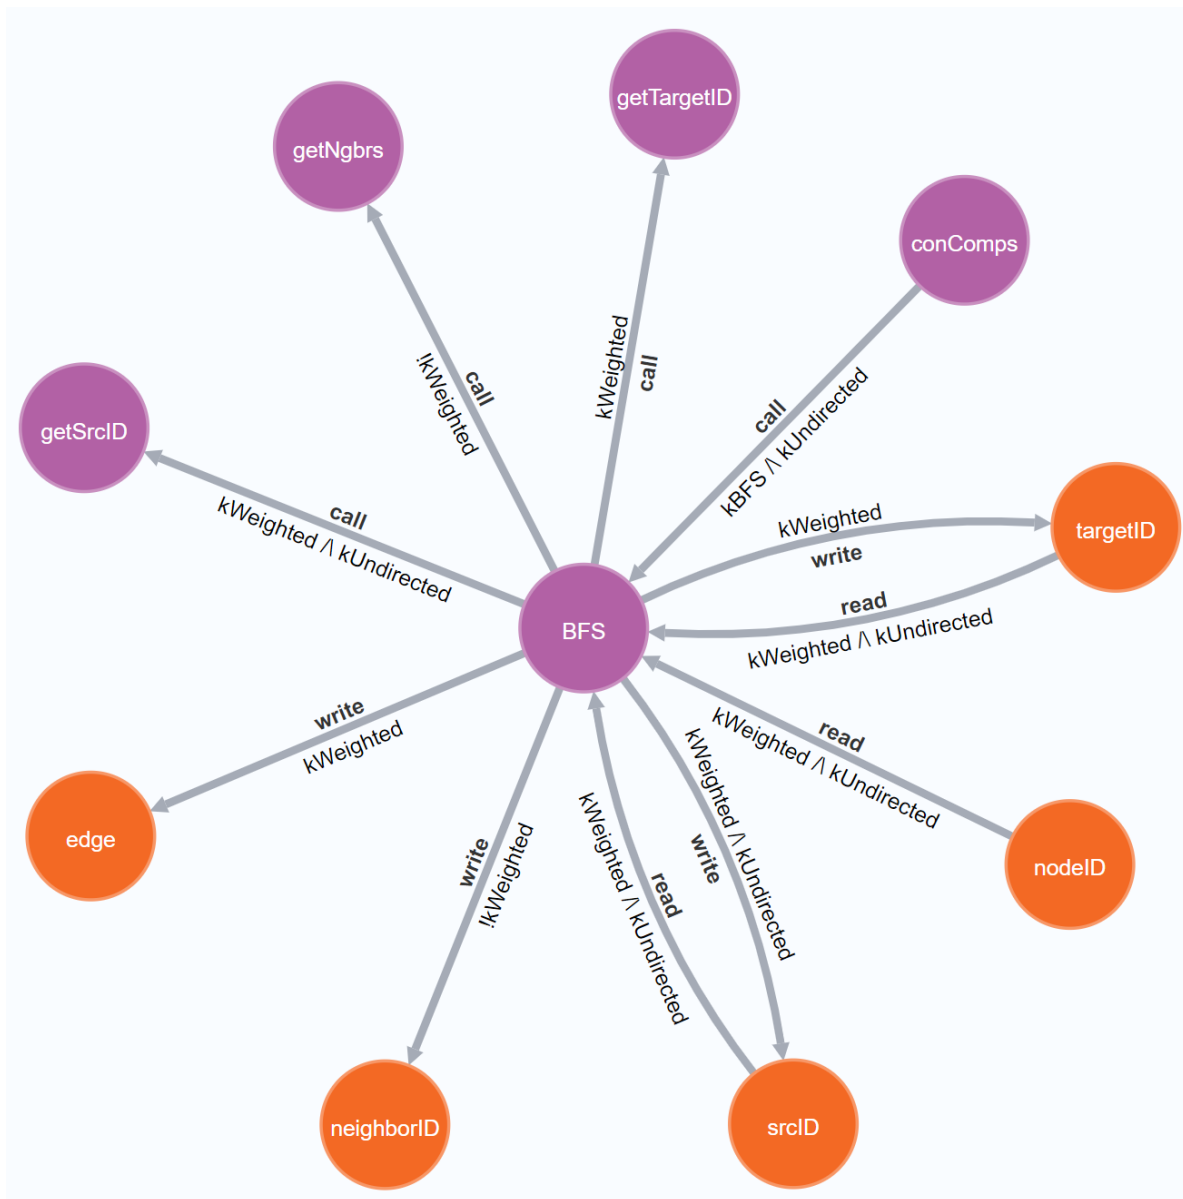 getTargetID
getNgbrs
conComps
kWeighted
call
call
!kWeighted
call
kBFS /\ kUndirected
getSrcID
call
kWeighted /\ kUndirected
kWeighted
write
targetID
read
kWeighted /\ kUndirected
BFS
write
kWeighted
read
kWeighted /\ kUndirected
kWeighted /\ kUndirected
write
edge
write
!kWeighted
read
kWeighted /\ kUndirected
nodeID
neighborID
srcID